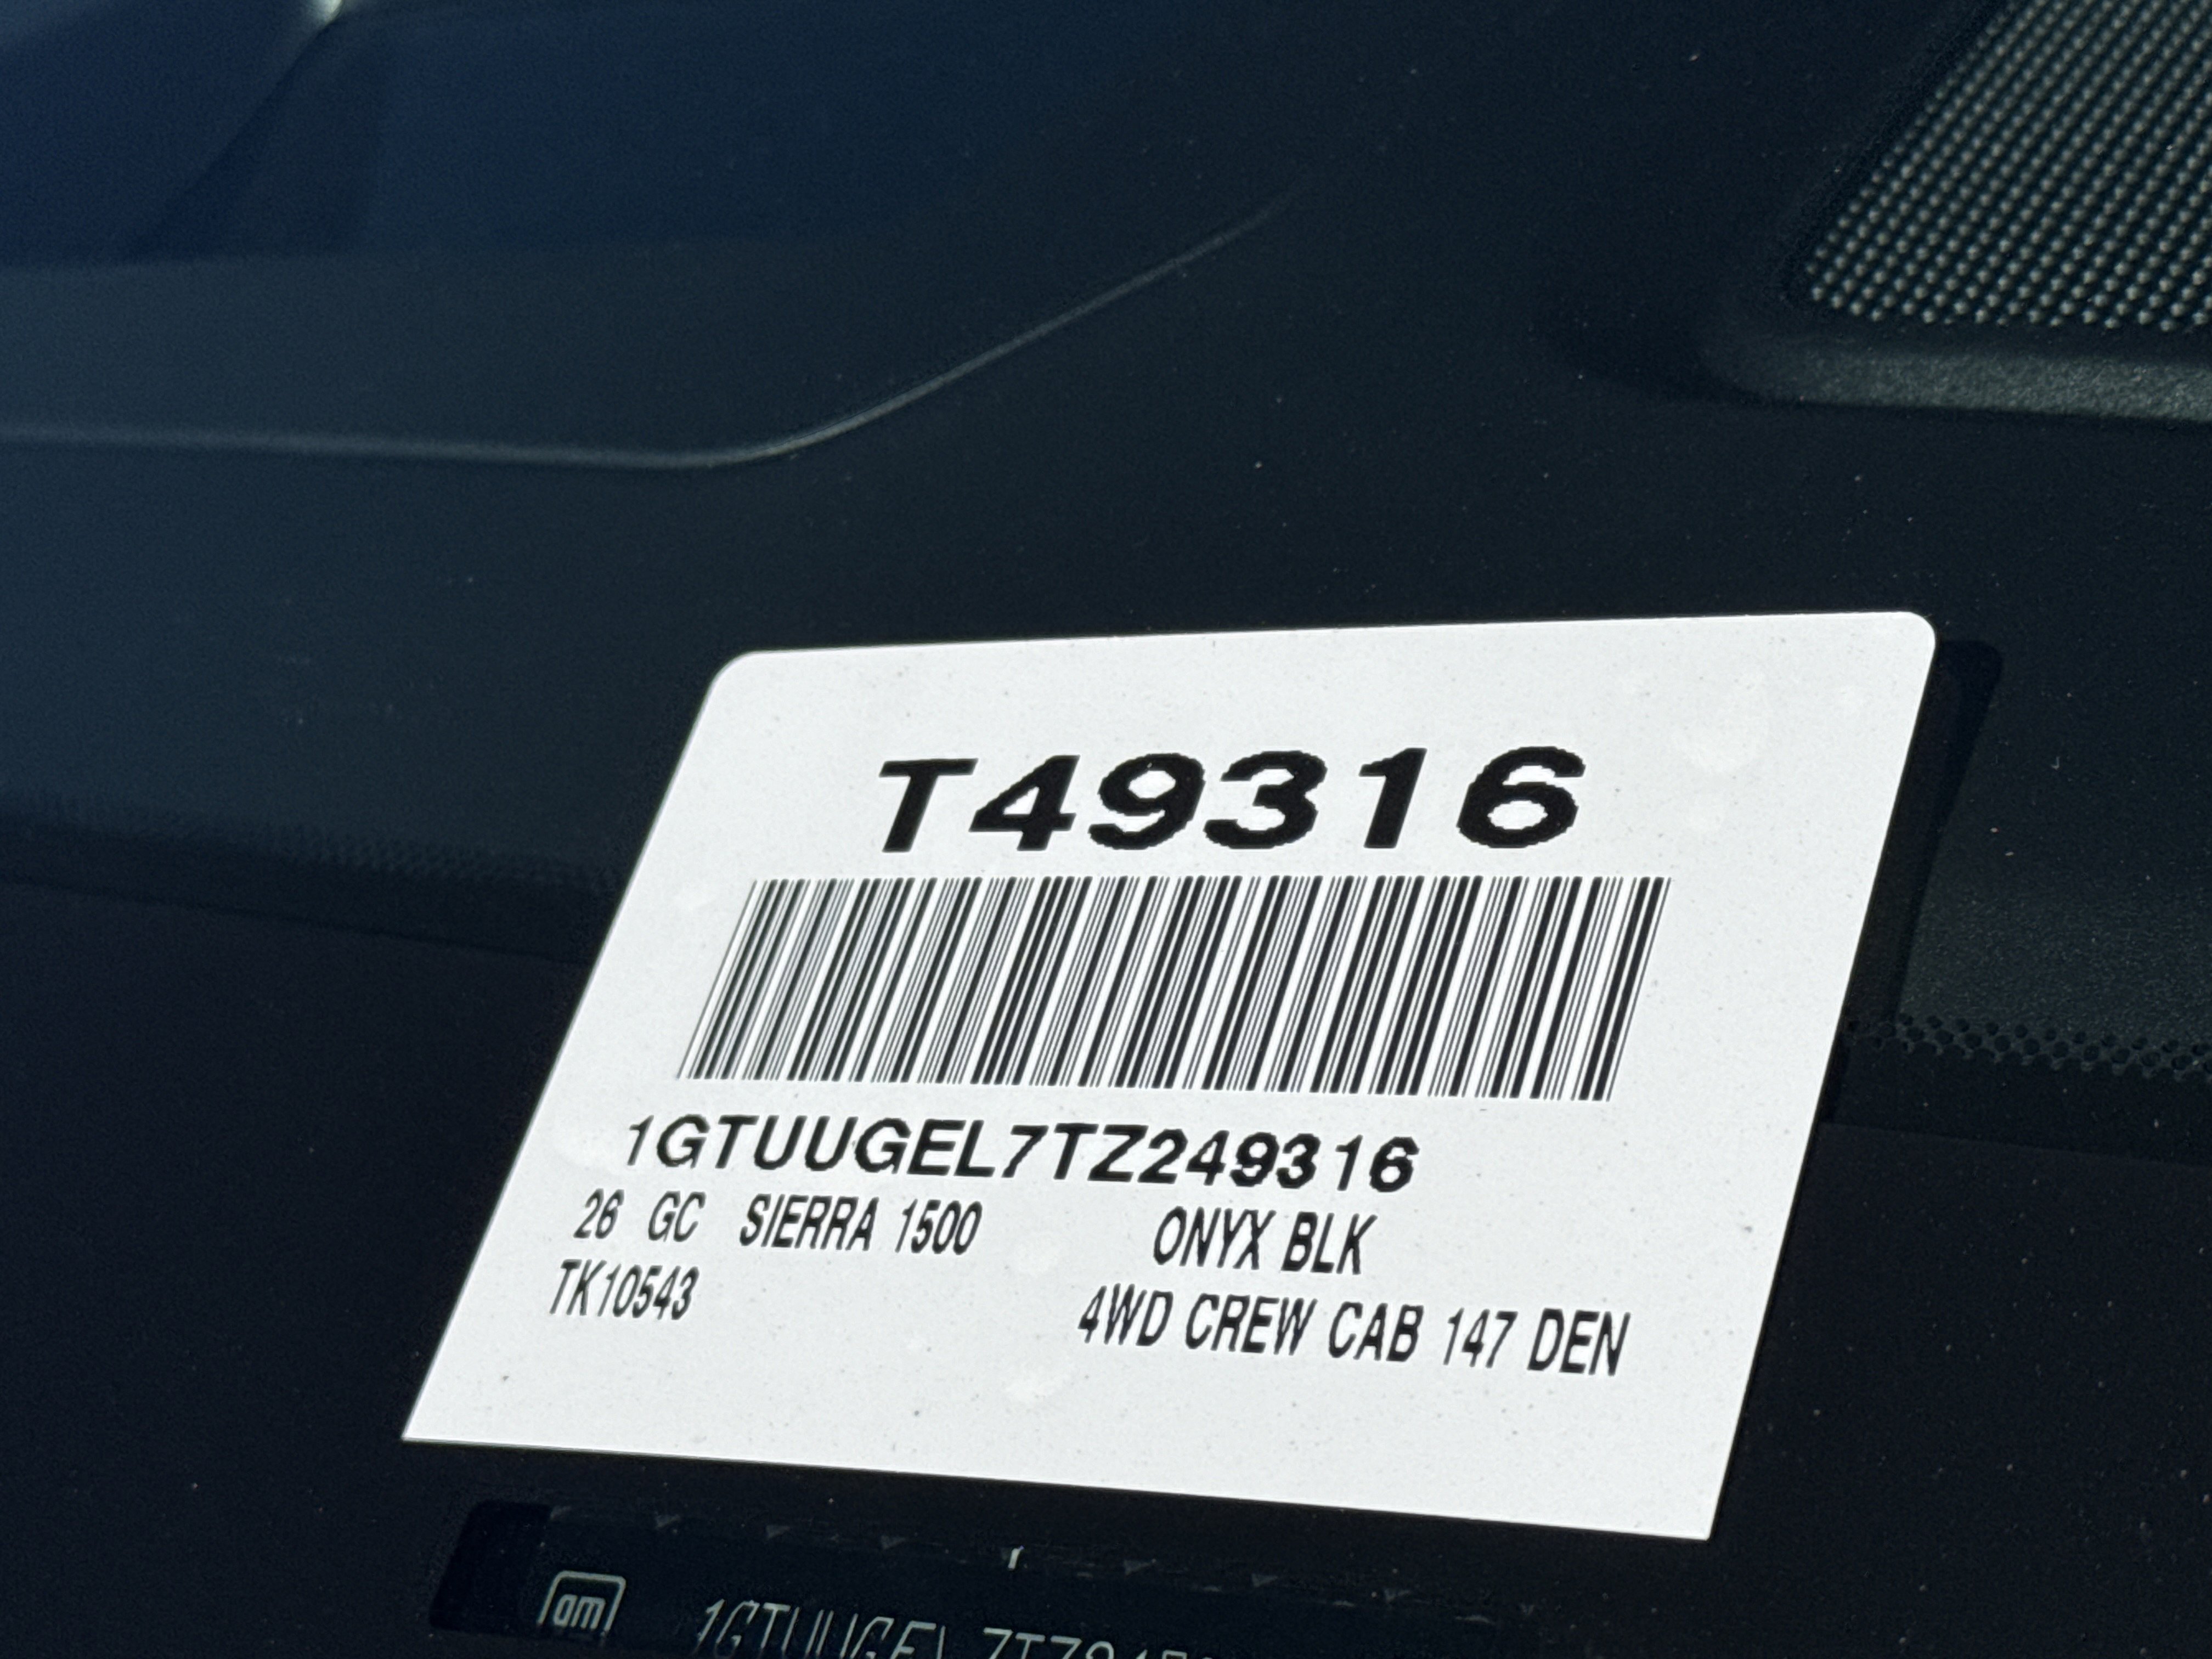 T49316
1GTUUGEL7TZ249316
26 GC SIERRA 1500 ONYX BLK
TK10543 4WD CREW CAB 147 DEN
gm